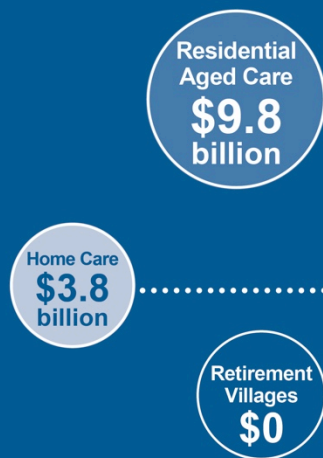 Residential
Aged Care
$9.8
billion
Home Care
$3.8
billion
Retirement
Villages
$0